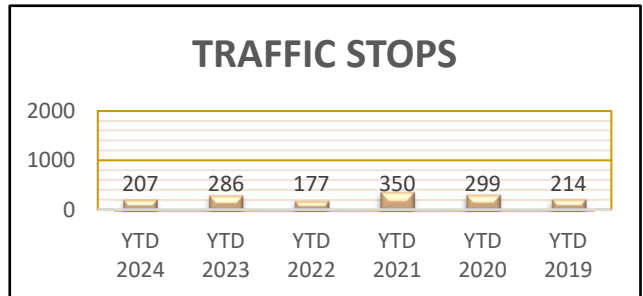 TRAFFIC STOPS
2000
1000
0
207 286 177 350 299 214
YTD 2024
YTD 2023
YTD 2022
YTD 2021
YTD 2020
YTD 2019